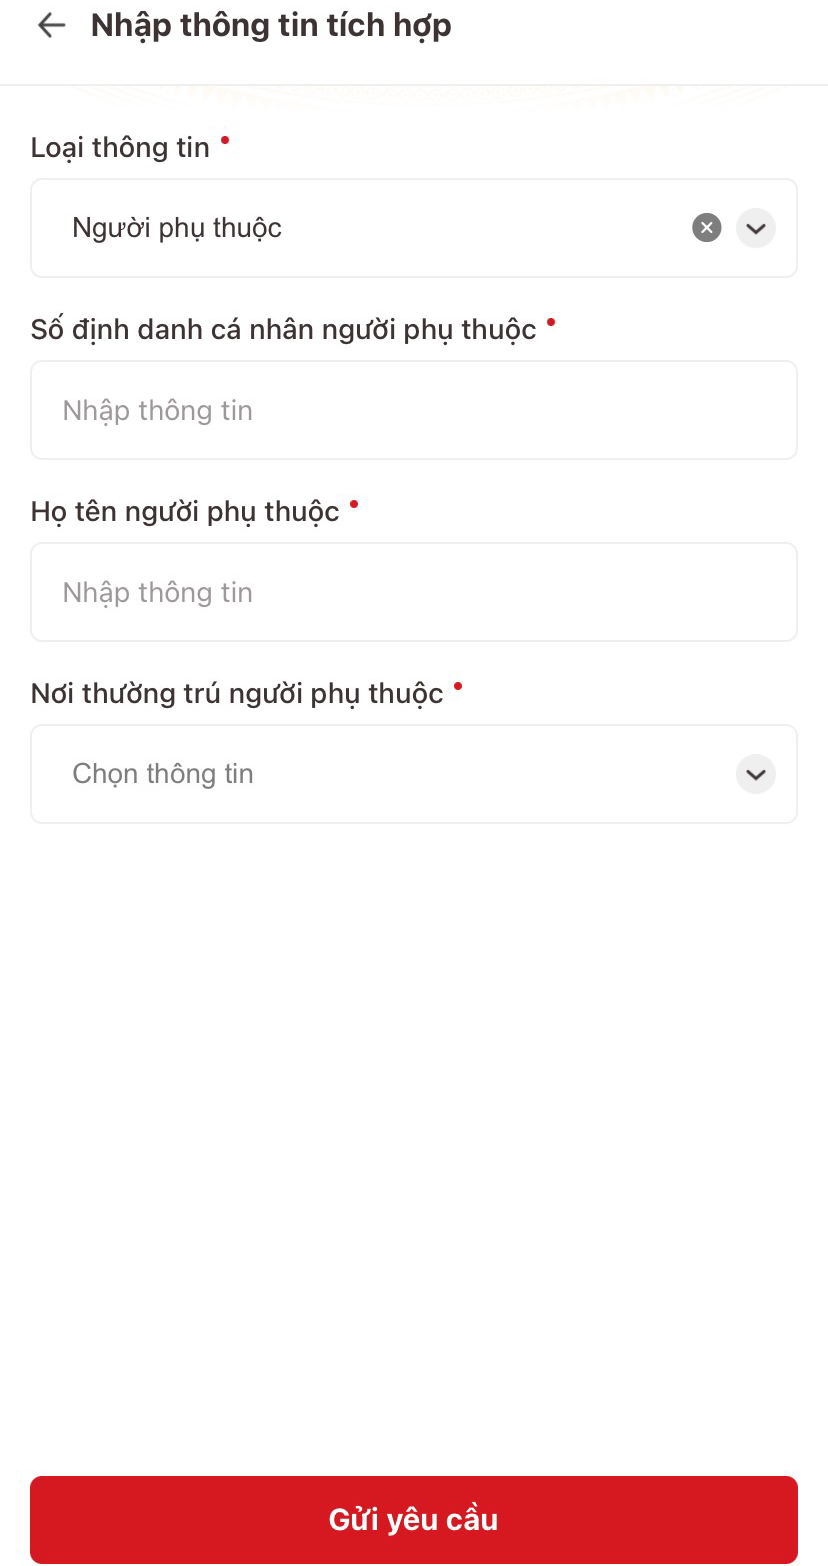 Nhập thông tin tích hợp
Loại thông tin
Người phụ thuộc
Số định danh cá nhân người phụ thuộc
Nhập thông tin
Họ tên người phụ thuộc
Nhập thông tin
Nơi thường trú người phụ thuộc
Chọn thông tin
Gửi yêu cầu